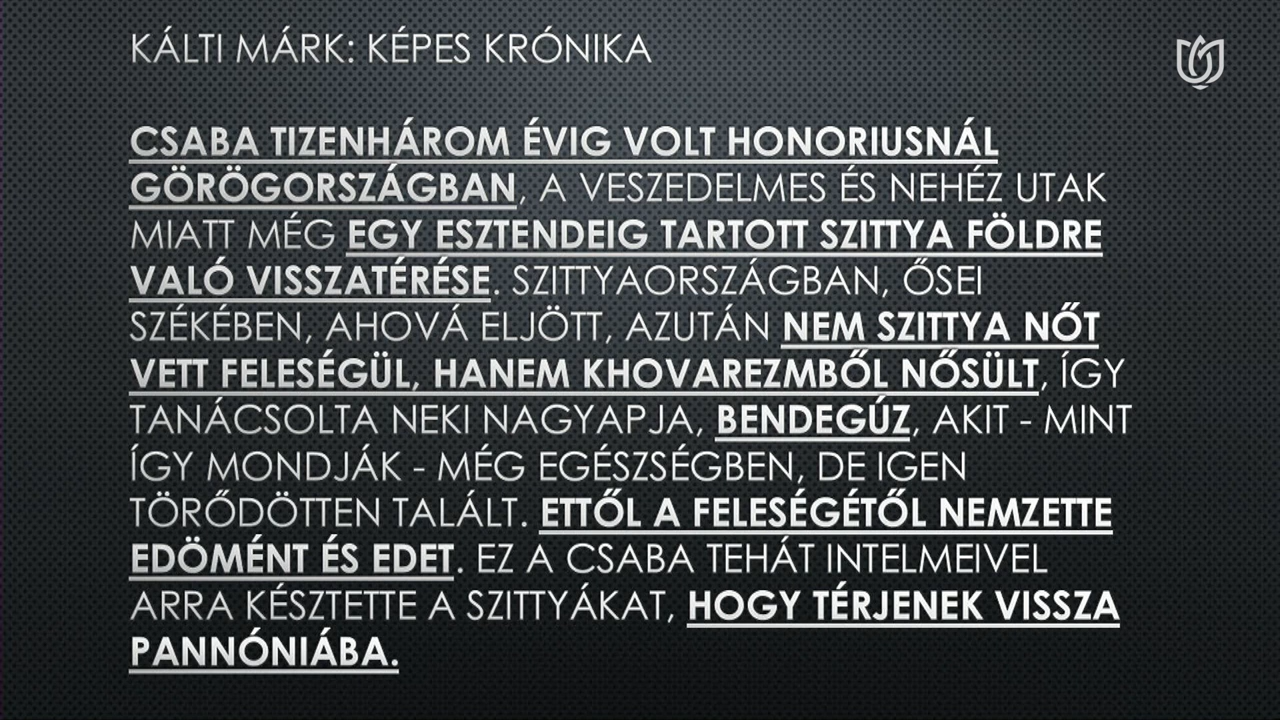 KÁLTI MÁRK: KÉPES KRÓNIKA
CSABA TIZENHÁROM ÉVIG VOLT HONORIUSNÁL
GÖRÖGORSZÁGBAN, A VESZEDELMES ÉS NEHÉZ UTAK
MIATT MÉG EGY ESZTENDEIG TARTOTT SZITTYA FÖLDRE
VALÓ VISSZATÉRÉSE. SZITTYAORSZÁGBAN, ŐSEI
SZÉKÉBEN, AHOVÁ ELJÖTT, AZUTÁN NEM SZITTYA NŐT
VETT FELESÉGÜL, HANEM KHOVAREZMBŐL NŐSÜLT, ÍGY
TANÁCSOLTA NEKI NAGYAPJA, BENDEGÚZ, AKIT - MINT
ÍGY MONDJÁK - MÉG EGÉSZSÉGBEN, DE IGEN
TÖRŐDÖTTEN TALÁLT. ETTŐL A FELESÉGÉTŐL NEMZETTE
EDÖMÉNT ÉS EDET. EZ A CSABA TEHÁT INTELMEIVEL
ARRA KÉSZTETTE A SZITTYÁKAT, HOGY TÉRJENEK VISSZA
PANNÓNIÁBA.